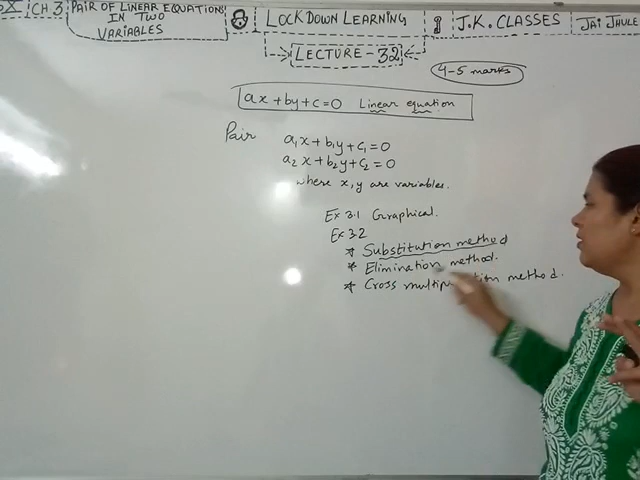 X CH 3 PAIR OF LINEAR EQUATIONS IN TWO VARIABLES
LOCKDOWN LEARNING
J.K. CLASSES
JAI JHULE
LECTURE - 32
4-5 marks
ax + by + c = 0 Linear equation
Pair a₁x + b₁y + c₁ = 0
a₂x + b₂y + c₂ = 0
where x, y are variables.
Ex 3.1 Graphical.
Ex 3.2
* Substitution method
* Elimination method.
* Cross method.